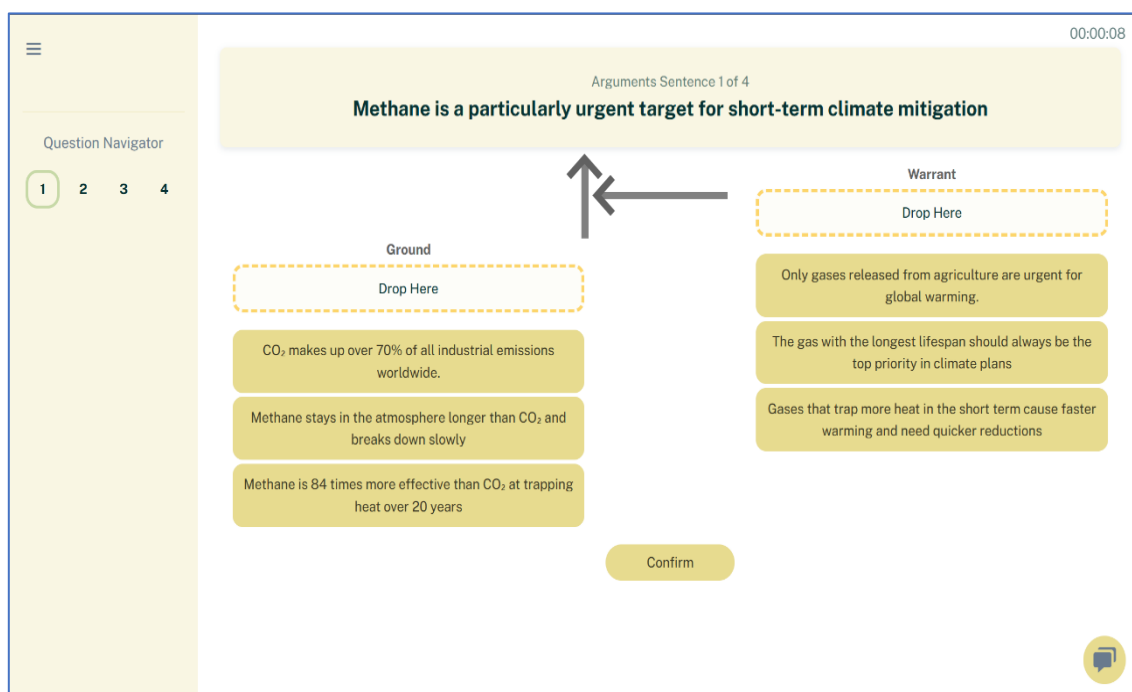 00:00:08
Arguments Sentence 1 of 4
Methane is a particularly urgent target for short-term climate mitigation
Question Navigator
1 2 3 4
Warrant
Drop Here
Ground
Drop Here
Only gases released from agriculture are urgent for
global warming.
The gas with the longest lifespan should always be the
top priority in climate plans
Gases that trap more heat in the short term cause faster
warming and need quicker reductions
CO₂ makes up over 70% of all industrial emissions
worldwide.
Methane stays in the atmosphere longer than CO₂ and
breaks down slowly
Methane is 84 times more effective than CO₂ at trapping
heat over 20 years
Confirm